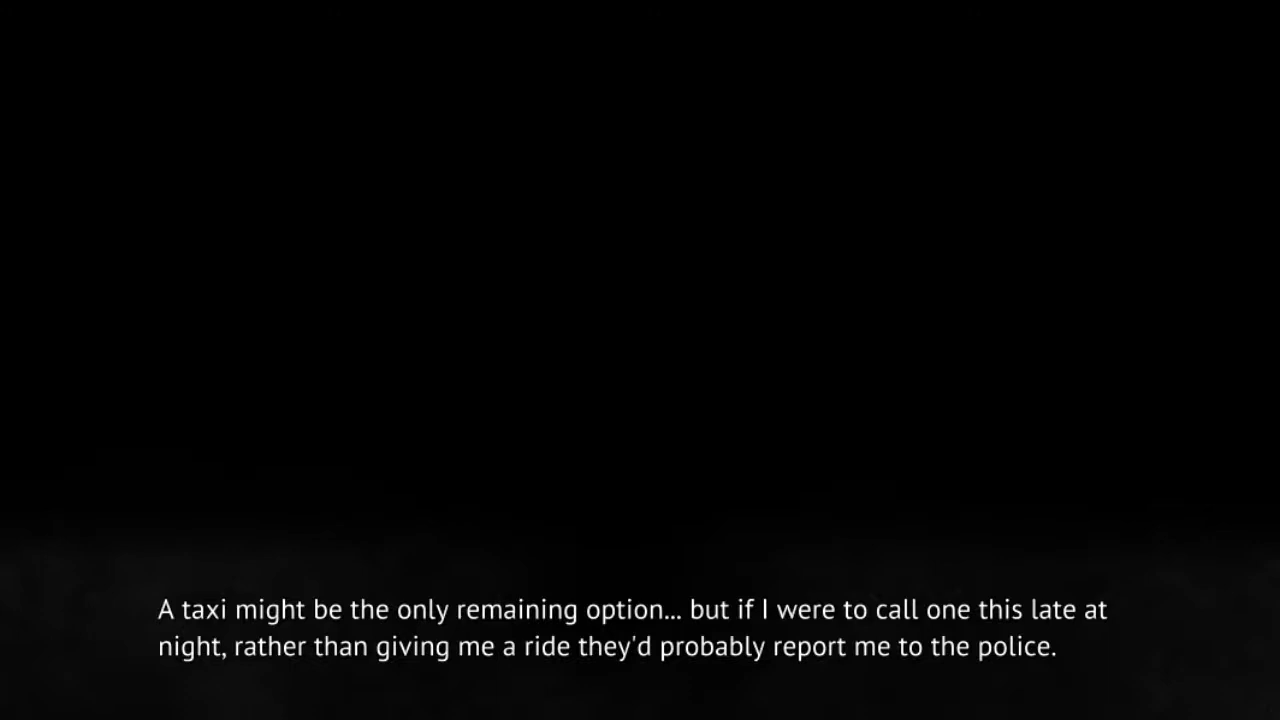 A taxi might be the only remaining option... but if I were to call one this late at
night, rather than giving me a ride they'd probably report me to the police.